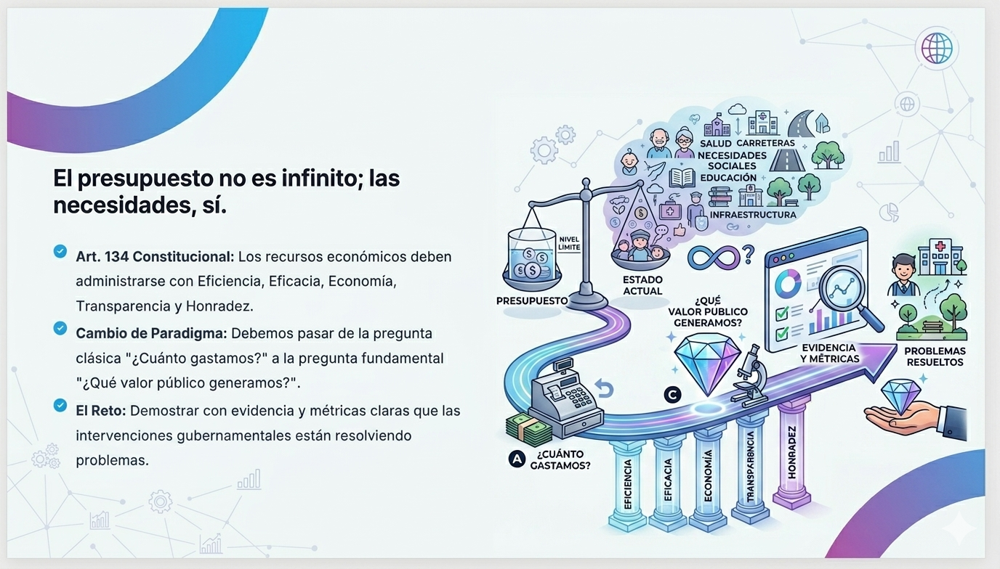 El presupuesto no es infinito; las
necesidades, sí.
Art. 134 Constitucional: Los recursos económicos deben
administrarse con Eficiencia, Eficacia, Economía,
Transparencia y Honradez.
Cambio de Paradigma: Debemos pasar de la pregunta
clásica "¿Cuánto gastamos?" a la pregunta fundamental
"¿Qué valor público generamos?".
El Reto: Demostrar con evidencia y métricas claras que las
intervenciones gubernamentales están resolviendo
problemas.
SALUD CARRETERAS
NECESIDADES
SOCIALES
EDUCACIÓN
INFRAESTRUCTURA
NIVEL
LIMITE
PRESUPUESTO
ESTADO
ACTUAL
?
¿QUÉ
VALOR PUBLICO
GENERAMOS?
EVIDENCIA
Y MÉTRICAS
PROBLEMAS
RESUELTOS
C
A
¿CUÁNTO
GASTAMOS?
EFICIENCIA
EFICACIA
ECONOMÍA
TRANSPARBNCIA
HONRADEZ